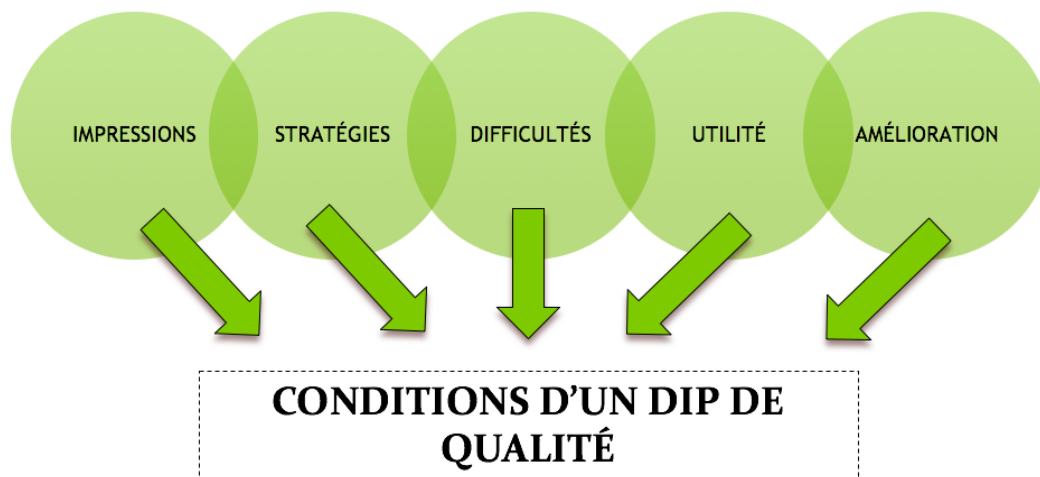 IMPRESSIONS
STRATÉGIES
DIFFICULTÉS
UTILITÉ
AMÉLIORATION
CONDITIONS D’UN DIP DE
QUALITÉ